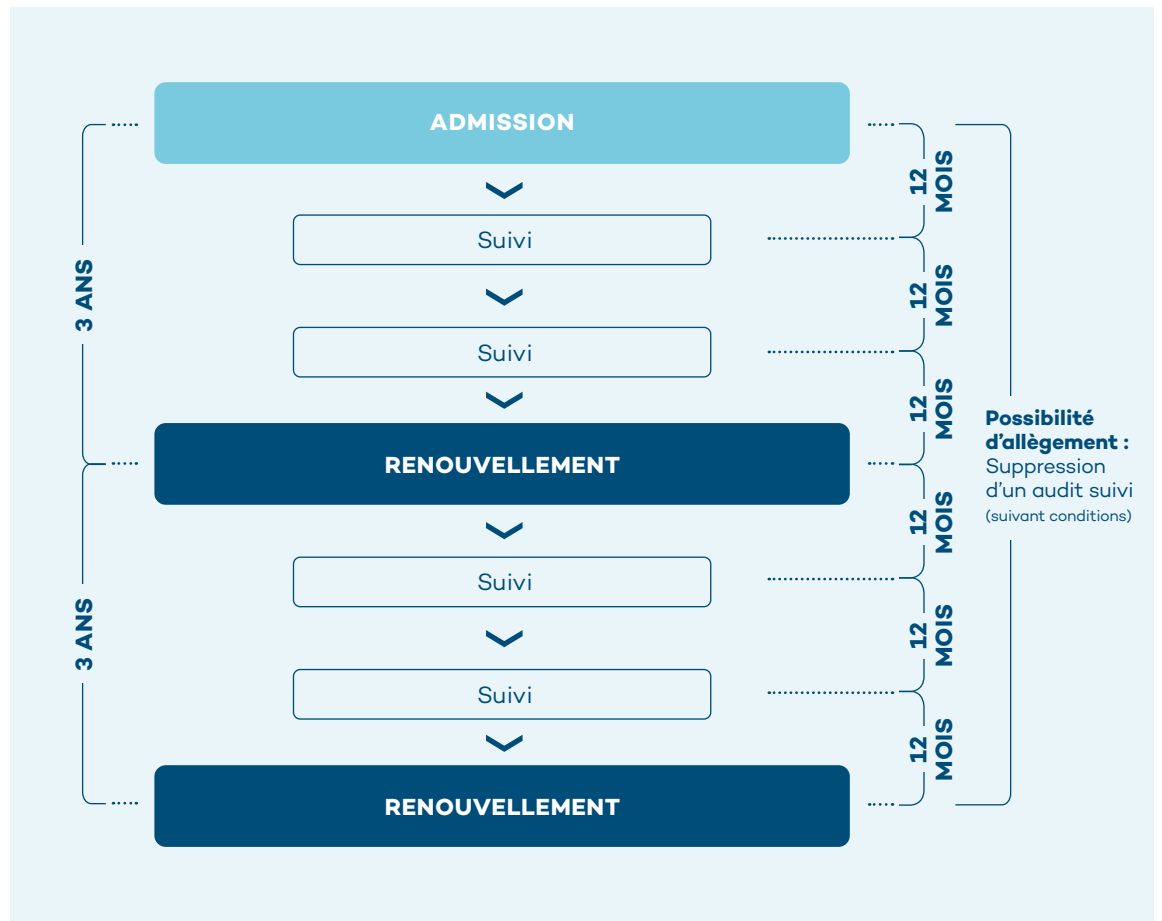 ADMISSION
12
MOIS
Suivi
12
MOIS
3 ANS
Suivi
12
MOIS
Possibilité
d'allègement :
Suppression
d'un audit suivi
(suivant conditions)
RENOUVELLEMENT
12
MOIS
Suivi
12
MOIS
3 ANS
Suivi
12
MOIS
RENOUVELLEMENT